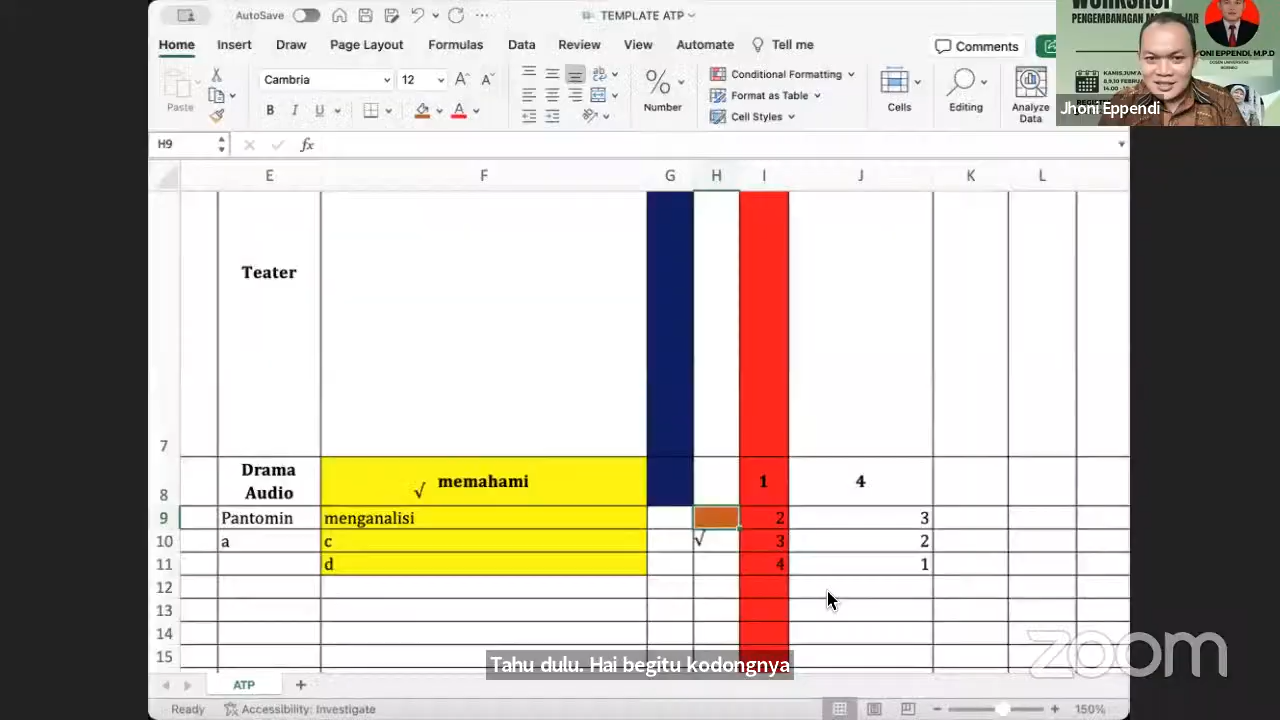 AutoSave
TEMPLATE ATP
Home Insert Draw Page Layout Formulas Data Review View Automate Tell me Comments
Paste
Cambria 12
B I U
Number
Conditional Formatting
Format as Table
Cell Styles
Cells
Editing
Analyze
Data
WORKSHOP
ONI EPPENDI, M.P.D
Jhoni Eppendi
H9 fx
E F G H I J K L
Teater
7
Drama
Audio
8 √ memahami 1 4
9 Pantomin menganalisi 2 3
10 a c √ 3 2
11 d 4 1
12
13
14
15
Tahu dulu. Hai begitu kodongnya
zoom
ATP
Ready Accessibility: Investigate 150%